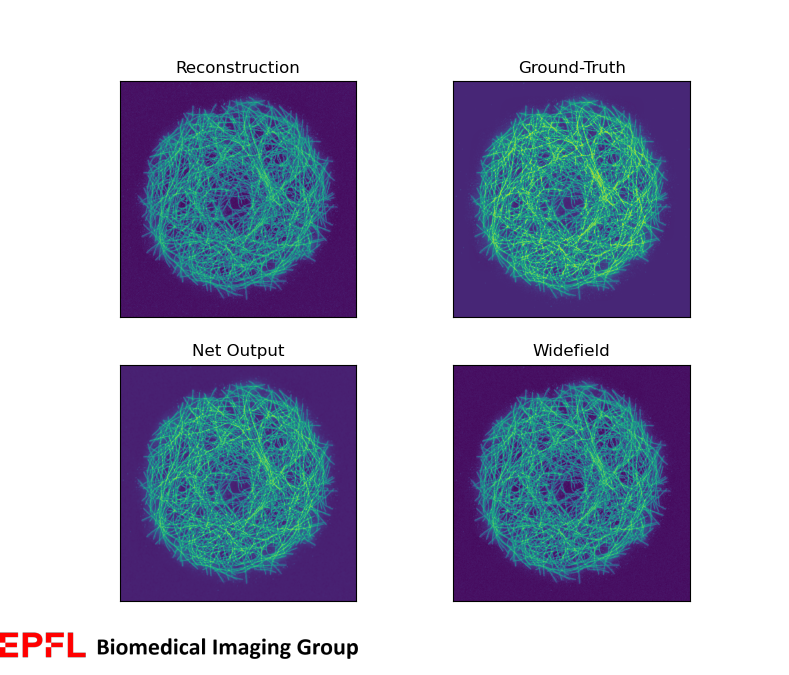 Reconstruction
Ground-Truth
Net Output
Widefield
EPFL Biomedical Imaging Group